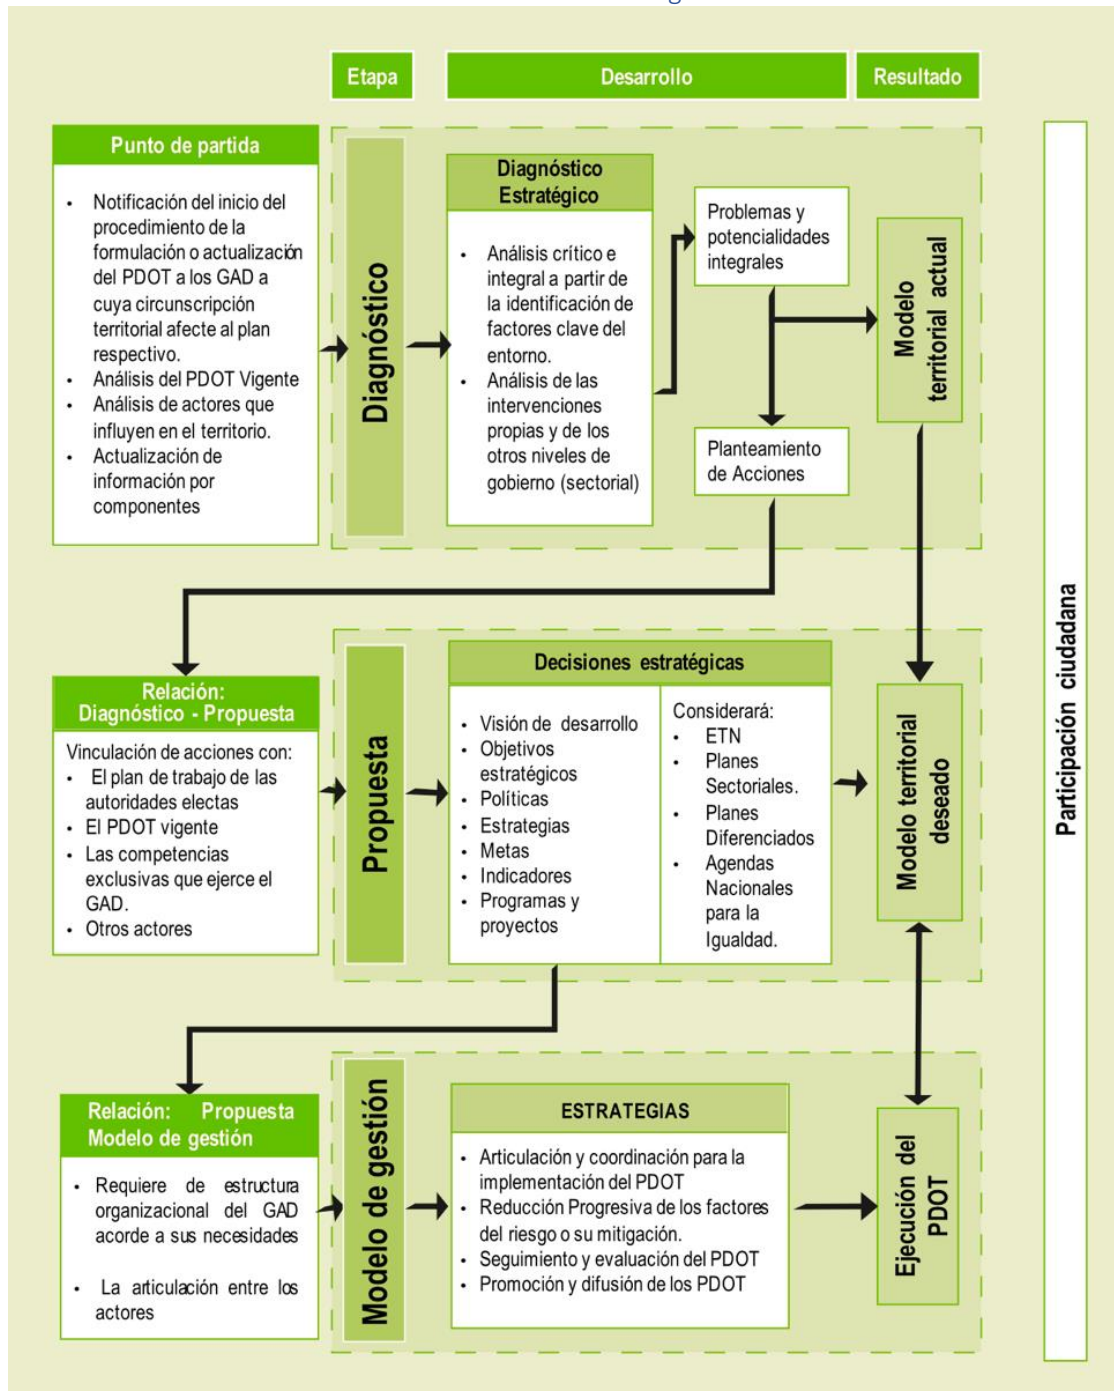 Etapa
Desarrollo
Resultado
Punto de partida
• Notificación del inicio del
procedimiento de la
formulación o actualización
del PDOT a los GAD a
cuya circunscripción
territorial afecte al plan
respectivo.
• Análisis del PDOT Vigente
• Análisis de actores que
influyen en el territorio.
• Actualización de
información por
componentes
Diagnóstico
Diagnóstico
Estratégico
• Análisis crítico e
integral a partir de
la identificación de
factores clave del
entorno.
• Análisis de las
intervenciones
propias y de los
otros niveles de
gobierno (sectorial)
Problemas y
potencialidades
integrales
Planteamiento
de Acciones
Modelo
territorial actual
Relación:
Diagnóstico - Propuesta
Vinculación de acciones con:
• El plan de trabajo de las
autoridades electas
• El PDOT vigente
• Las competencias
exclusivas que ejerce el
GAD.
• Otros actores
Propuesta
Decisiones estratégicas
• Visión de desarrollo
• Objetivos
estratégicos
• Políticas
• Estrategias
• Metas
• Indicadores
• Programas y
proyectos
Considerará:
• ETN
• Planes
Sectoriales.
• Planes
Diferenciados
• Agendas
Nacionales
para la
Igualdad.
Modelo territorial
deseado
Relación: Propuesta
Modelo de gestión
• Requiere de estructura
organizacional del GAD
acorde a sus necesidades
• La articulación entre los
actores
Modelo de gestión
ESTRATEGIAS
• Articulación y coordinación para la
implementación del PDOT
• Reducción Progresiva de los factores
del riesgo o su mitigación.
• Seguimiento y evaluación del PDOT
• Promoción y difusión de los PDOT
Ejecución del
PDOT
Participación ciudadana